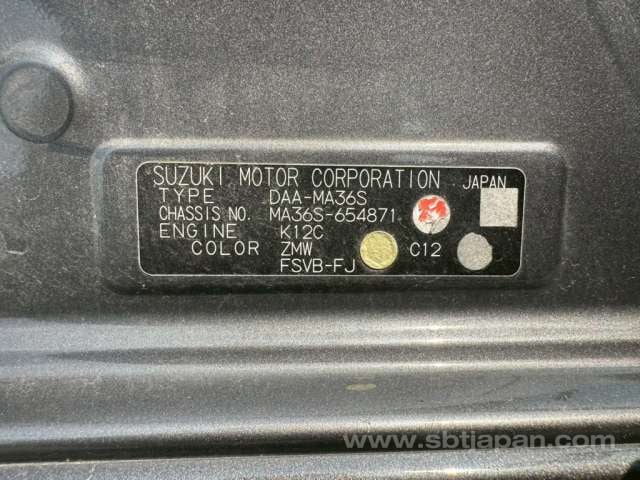 SUZUKI MOTOR CORPORATION JAPAN
TYPE DAA-MA36S
CHASSIS NO. MA36S-654871
ENGINE K12C
COLOR ZMW C12
FSVB-FJ
www.sbtjapan.com